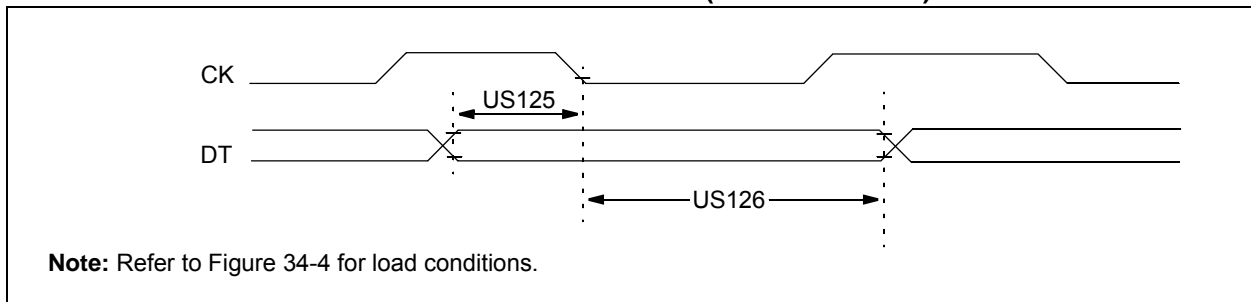 CK
US125
DT
US126
Note: Refer to Figure 34-4 for load conditions.